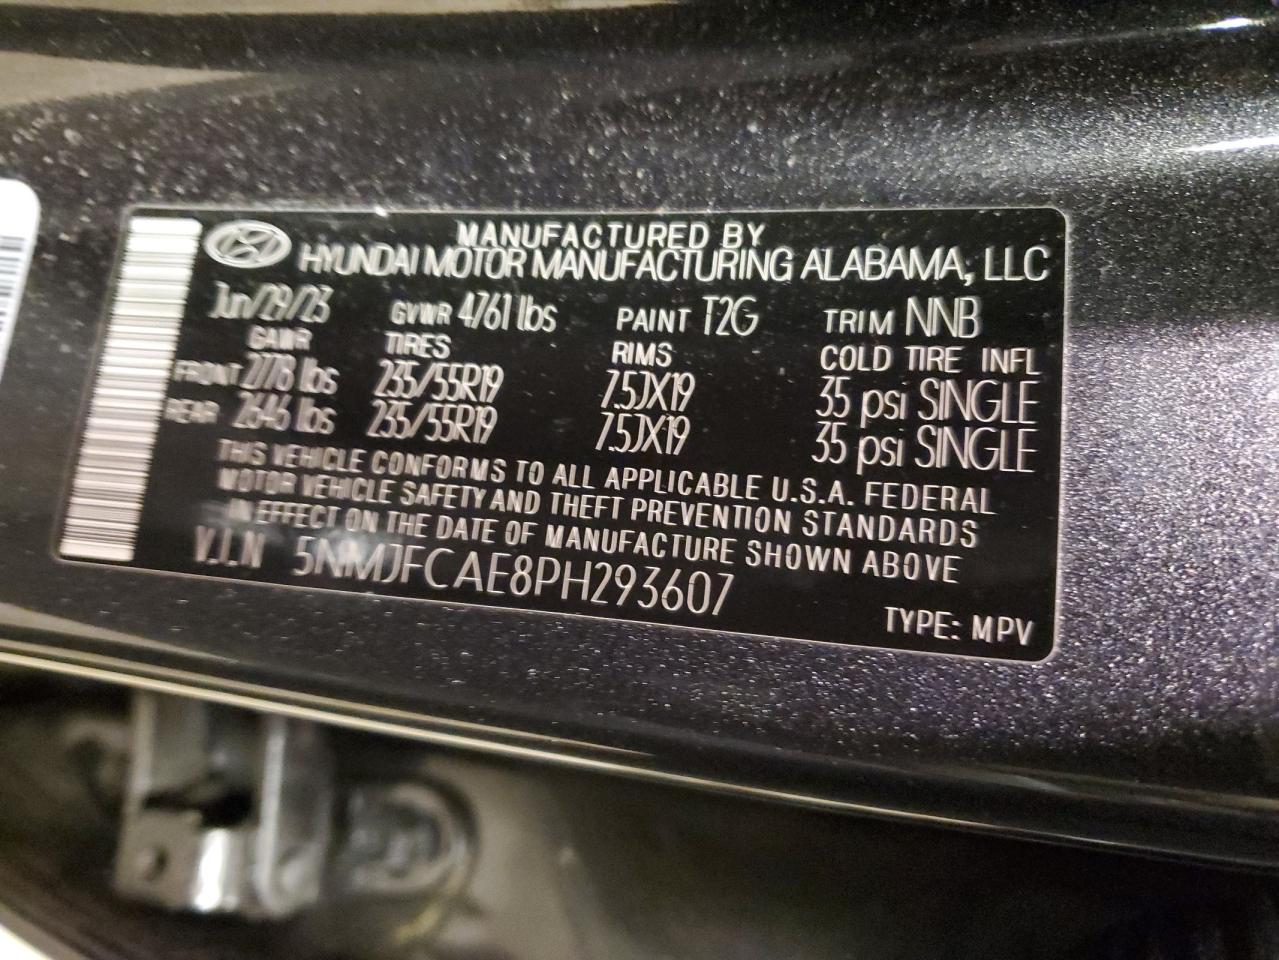 MANUFACTURED BY
HYUNDAI MOTOR MANUFACTURING ALABAMA, LLC
Jun/29/23 GVWR 4761 lbs PAINT T2G TRIM NNB
GAWR TIRES RIMS COLD TIRE INFL
FRONT 2778 lbs 235/55R19 7.5JX19 35 psi SINGLE
REAR 2646 lbs 235/55R19 7.5JX19 35 psi SINGLE
THIS VEHICLE CONFORMS TO ALL APPLICABLE U.S.A. FEDERAL
MOTOR VEHICLE SAFETY AND THEFT PREVENTION STANDARDS
IN EFFECT ON THE DATE OF MANUFACTURE SHOWN ABOVE
V.I.N 5NMJFCAE8PH293607
TYPE: MPV